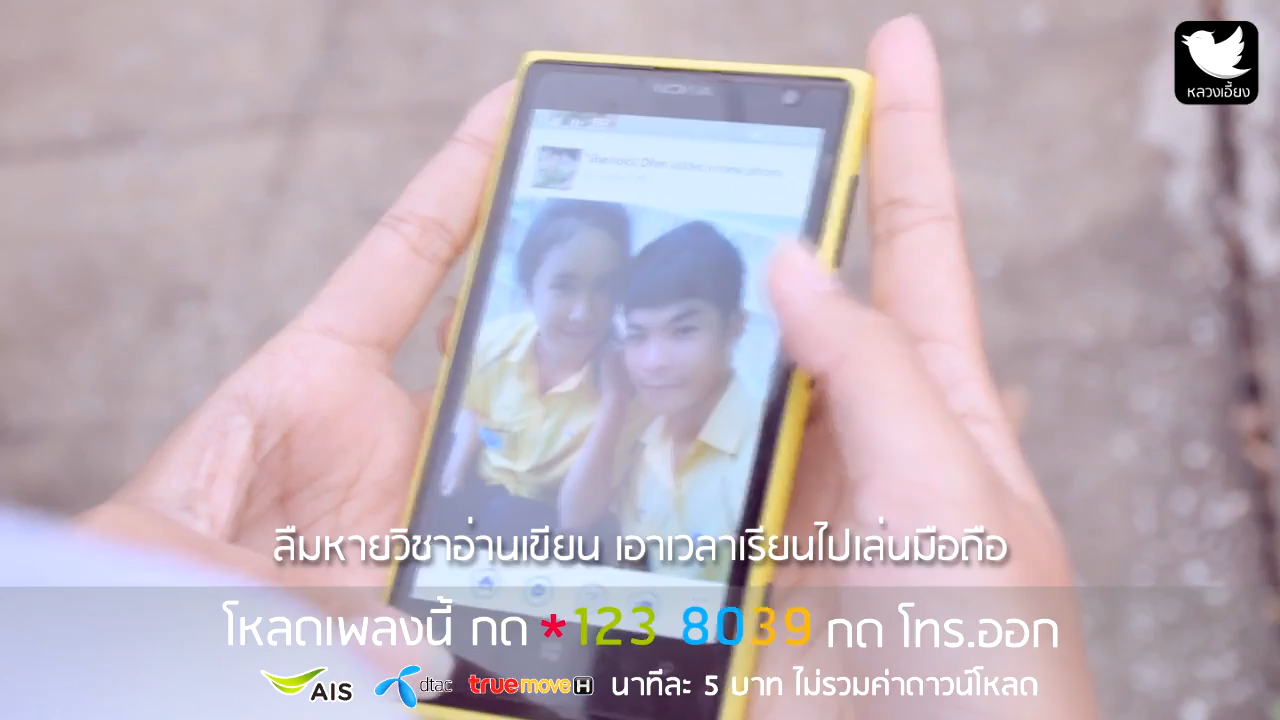 หลวงเอี้ยง
NOKIA
ลืมหายวิชาอ่านเขียน เอาเวลาเรียนไปเล่นมือถือ
โหลดเพลงนี้ กด *123 8039 กด โทร.ออก
AIS dtac truemove H นาทีละ 5 บาท ไม่รวมค่าดาวน์โหลด